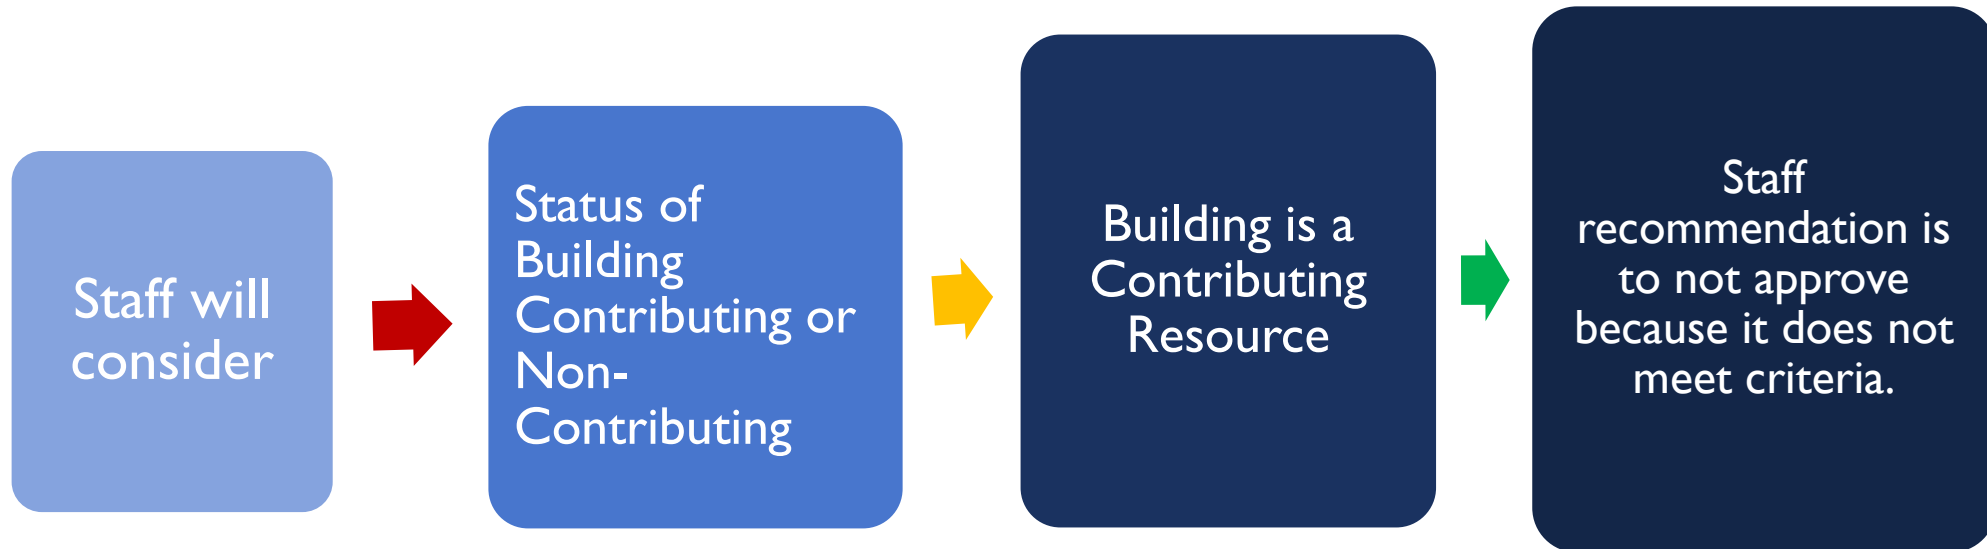 Staff will
consider
Status of
Building
Contributing or
Non-
Contributing
Building is a
Contributing
Resource
Staff
recommendation is
to not approve
because it does not
meet criteria.